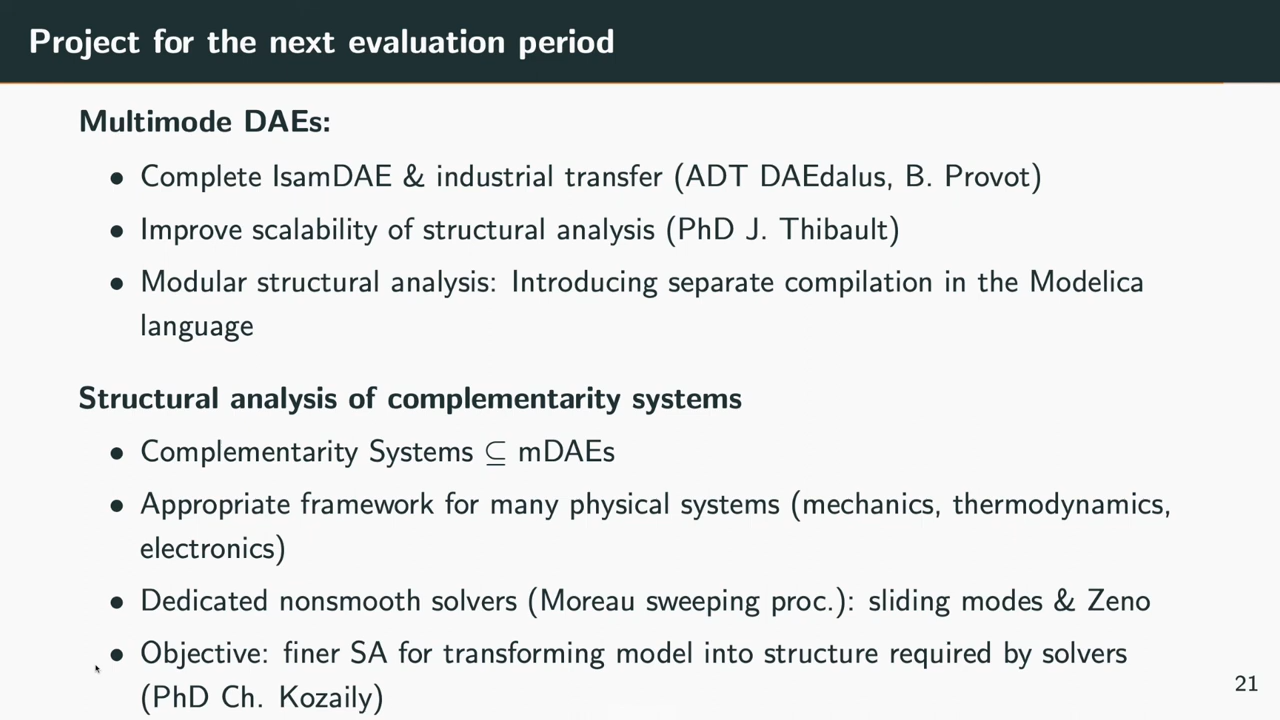 Project for the next evaluation period
Multimode DAEs:
• Complete IsamDAE & industrial transfer (ADT DAEdalus, B. Provot)
• Improve scalability of structural analysis (PhD J. Thibault)
• Modular structural analysis: Introducing separate compilation in the Modelica
language
Structural analysis of complementarity systems
• Complementarity Systems ⊆ mDAEs
• Appropriate framework for many physical systems (mechanics, thermodynamics,
electronics)
• Dedicated nonsmooth solvers (Moreau sweeping proc.): sliding modes & Zeno
• Objective: finer SA for transforming model into structure required by solvers
(PhD Ch. Kozaily)
21